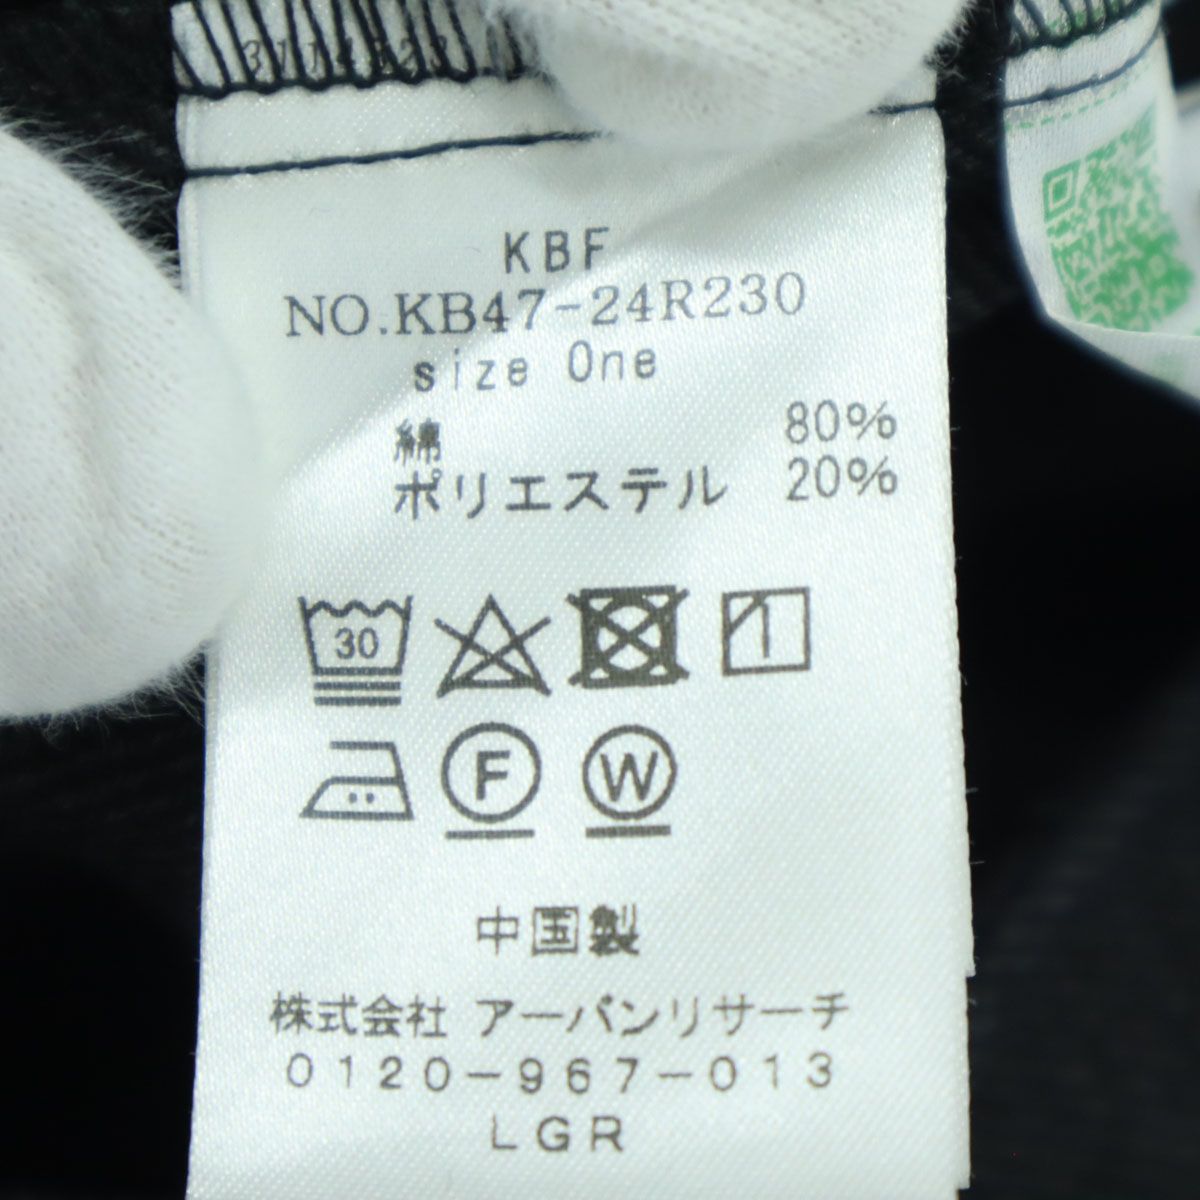 KBF
NO.KB47-24R230
size One
綿 80%
ポリエステル 20%
30
F W
中国製
株式会社 アーバンリサーチ
0120-967-013
LGR